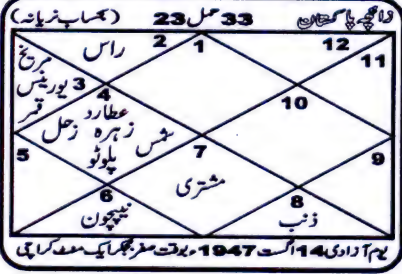 زائچہ پاکستان 33 حمل 23 (بحساب نریانہ)
12 1 2 راس
11 مریخ
3 یورینس
10 4 قمر
عطارد
زہرہ زحل
شمس
پلوٹو
9 7 5
مشتری
8 6
ذنب نیپچون
یوم آزادی 14 اگست 1947ء بوقت صفر بجکر ایک منٹ کراچی